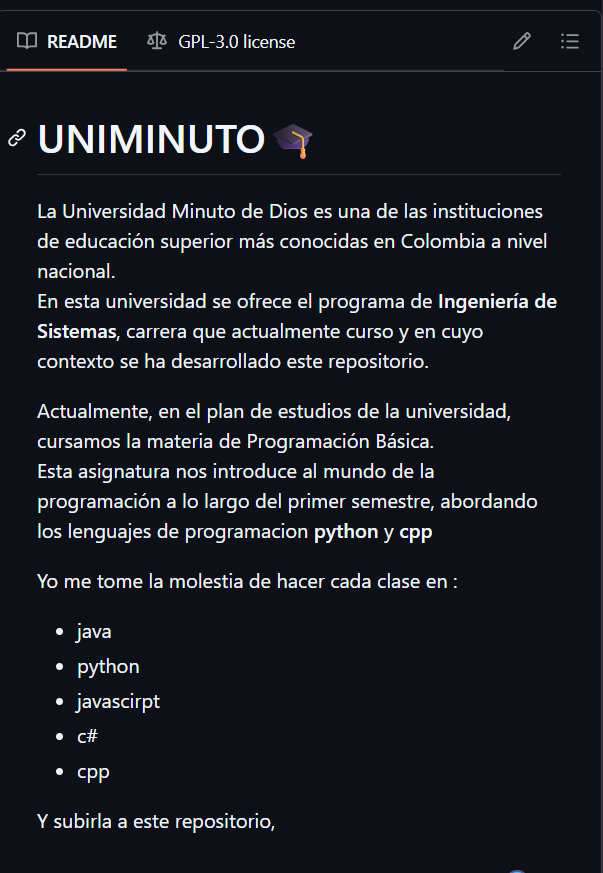 README GPL-3.0 license
UNIMINUTO
La Universidad Minuto de Dios es una de las instituciones
de educación superior más conocidas en Colombia a nivel
nacional.
En esta universidad se ofrece el programa de Ingeniería de
Sistemas, carrera que actualmente curso y en cuyo
contexto se ha desarrollado este repositorio.
Actualmente, en el plan de estudios de la universidad,
cursamos la materia de Programación Básica.
Esta asignatura nos introduce al mundo de la
programación a lo largo del primer semestre, abordando
los lenguajes de programacion python y cpp
Yo me tome la molestia de hacer cada clase en :
java
python
javascirpt
c#
cpp
Y subirla a este repositorio,